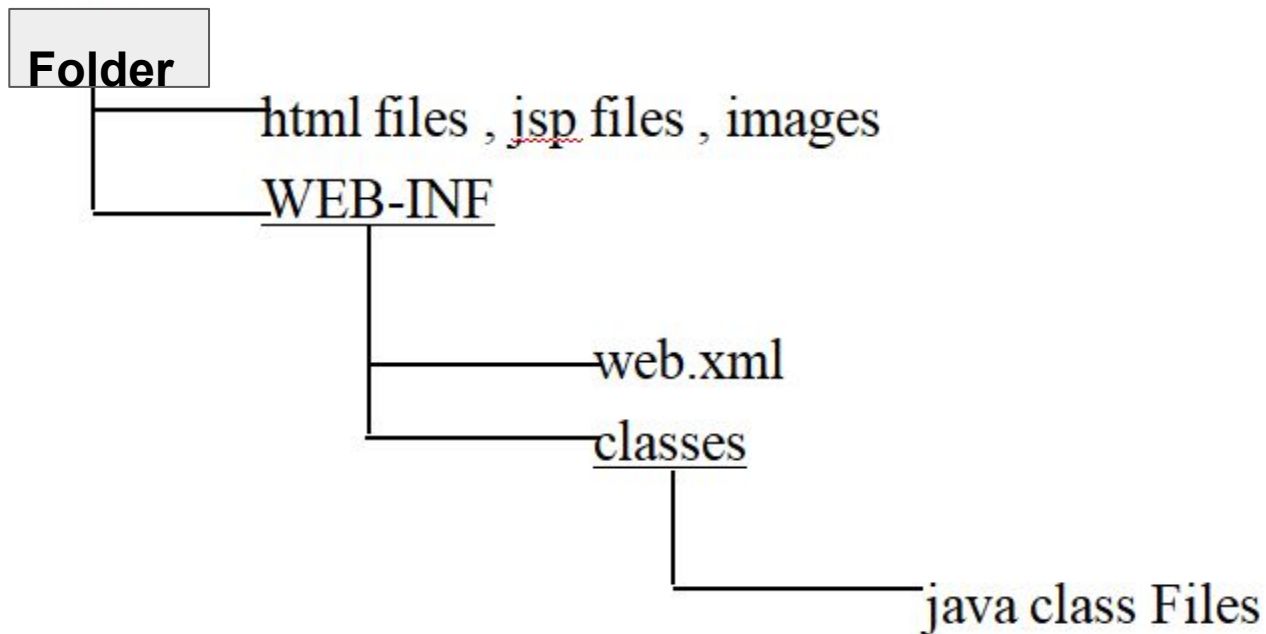 Folder
html files , jsp files , images
WEB-INF
web.xml
classes
java class Files